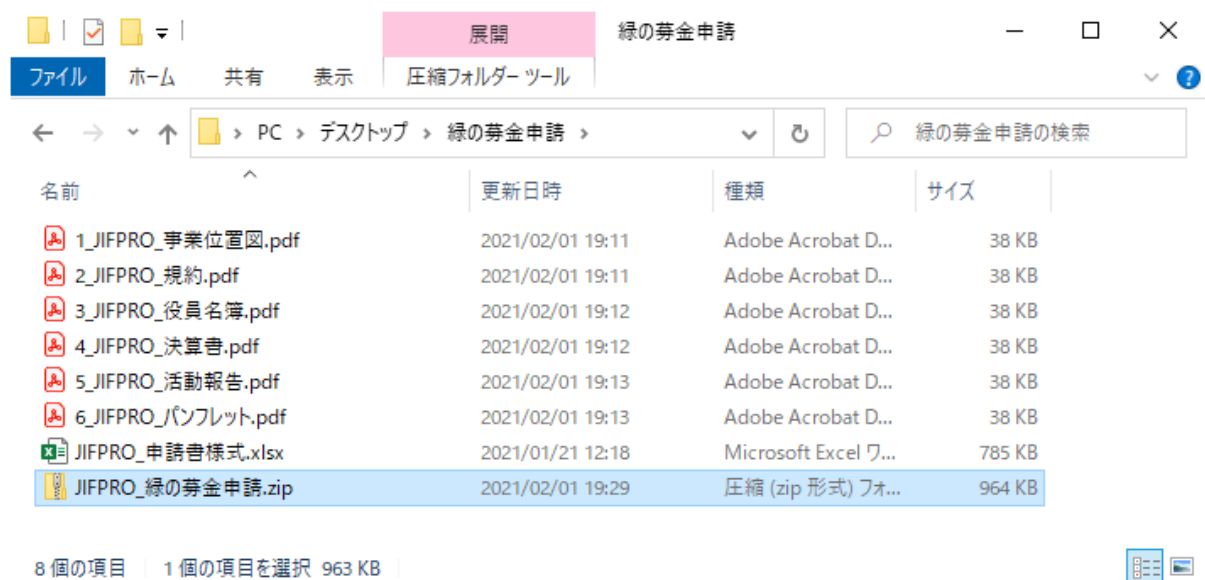 展開 緑の募金申請
ファイル ホーム 共有 表示 圧縮フォルダー ツール
PC デスクトップ 緑の募金申請 緑の募金申請の検索
名前 更新日時 種類 サイズ
1_JIFPRO_事業位置図.pdf 2021/02/01 19:11 Adobe Acrobat D... 38 KB
2_JIFPRO_規約.pdf 2021/02/01 19:11 Adobe Acrobat D... 38 KB
3_JIFPRO_役員名簿.pdf 2021/02/01 19:12 Adobe Acrobat D... 38 KB
4_JIFPRO_決算書.pdf 2021/02/01 19:12 Adobe Acrobat D... 38 KB
5_JIFPRO_活動報告.pdf 2021/02/01 19:13 Adobe Acrobat D... 38 KB
6_JIFPRO_パンフレット.pdf 2021/02/01 19:13 Adobe Acrobat D... 38 KB
JIFPRO_申請書様式.xlsx 2021/01/21 12:18 Microsoft Excel ワ... 785 KB
JIFPRO_緑の募金申請.zip 2021/02/01 19:29 圧縮 (zip 形式) フォ... 964 KB
8 個の項目 1 個の項目を選択 963 KB